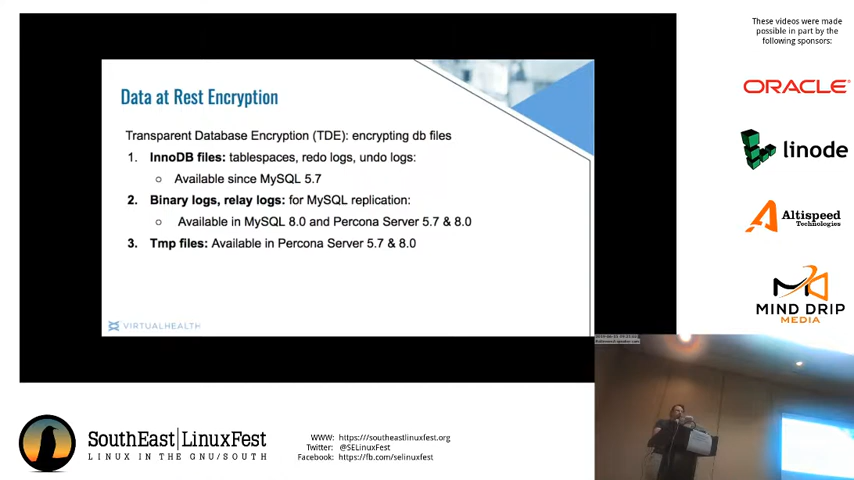 These videos were made
possible in part by the
following sponsors:
ORACLE
linode
Altispeed
Technologies
MIND DRIP
MEDIA
Data at Rest Encryption
Transparent Database Encryption (TDE): encrypting db files
1. InnoDB files: tablespaces, redo logs, undo logs:
○ Available since MySQL 5.7
2. Binary logs, relay logs: for MySQL replication:
○ Available in MySQL 8.0 and Percona Server 5.7 & 8.0
3. Tmp files: Available in Percona Server 5.7 & 8.0
VIRTUALHEALTH
SouthEast|LinuxFest
LINUX IN THE GNU/SOUTH
WWW: https:///southeastlinuxfest.org
Twitter: @SELinuxFest
Facebook: https://fb.com/selinuxfest